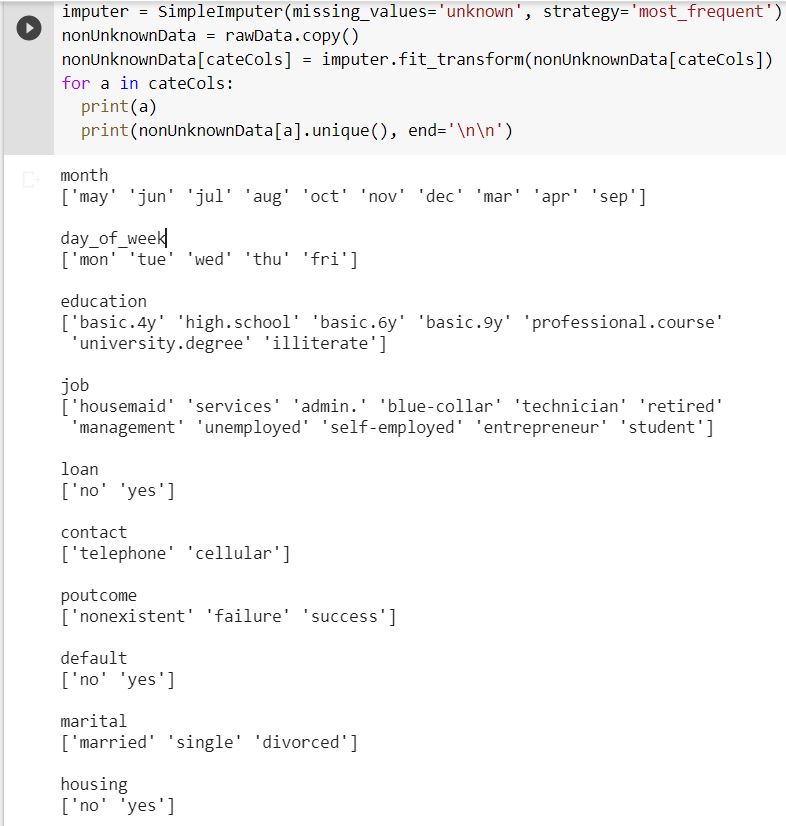 imputer = SimpleImputer(missing_values='unknown', strategy='most_frequent')
nonUnknownData = rawData.copy()
nonUnknownData[cateCols] = imputer.fit_transform(nonUnknownData[cateCols])
for a in cateCols:
  print(a)
  print(nonUnknownData[a].unique(), end='\n\n')
month
['may' 'jun' 'jul' 'aug' 'oct' 'nov' 'dec' 'mar' 'apr' 'sep']
day_of_week
['mon' 'tue' 'wed' 'thu' 'fri']
education
['basic.4y' 'high.school' 'basic.6y' 'basic.9y' 'professional.course'
 'university.degree' 'illiterate']
job
['housemaid' 'services' 'admin.' 'blue-collar' 'technician' 'retired'
 'management' 'unemployed' 'self-employed' 'entrepreneur' 'student']
loan
['no' 'yes']
contact
['telephone' 'cellular']
poutcome
['nonexistent' 'failure' 'success']
default
['no' 'yes']
marital
['married' 'single' 'divorced']
housing
['no' 'yes']